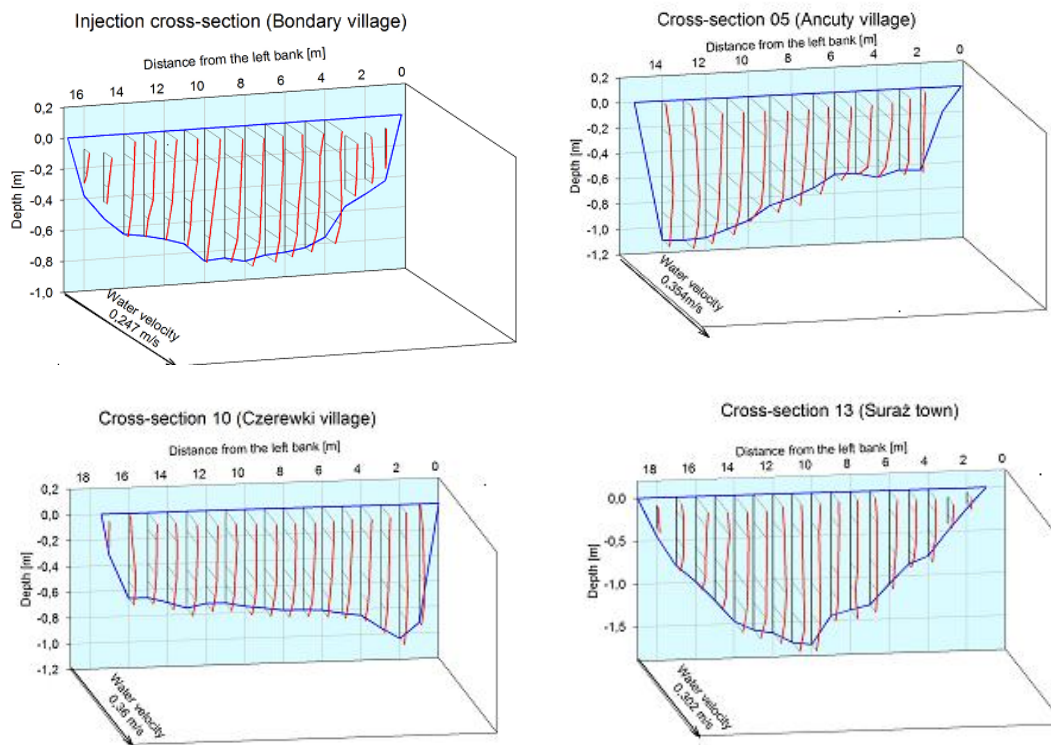 Injection cross-section (Bondary village)
Distance from the left bank [m]
16 14 12 10 8 6 4 2 0
0,2
0,0
-0,2
-0,4
-0,6
-0,8
-1,0
Depth [m]
Water velocity
0,247 m/s
Cross-section 05 (Ancuty village)
Distance from the left bank [m]
14 12 10 8 6 4 2 0
0,2
0,0
-0,2
-0,4
-0,6
-0,8
-1,0
-1,2
Depth [m]
Water velocity
0,354m/s
Cross-section 10 (Czerewki village)
Distance from the left bank [m]
18 16 14 12 10 8 6 4 2 0
0,2
0,0
-0,2
-0,4
-0,6
-0,8
-1,0
-1,2
Depth [m]
Water velocity
0,36 m/s
Cross-section 13 (Suraż town)
Distance from the left bank [m]
18 16 14 12 10 8 6 4 2 0
0,0
-0,5
-1,0
-1,5
Depth [m]
Water velocity
0,302 m/s